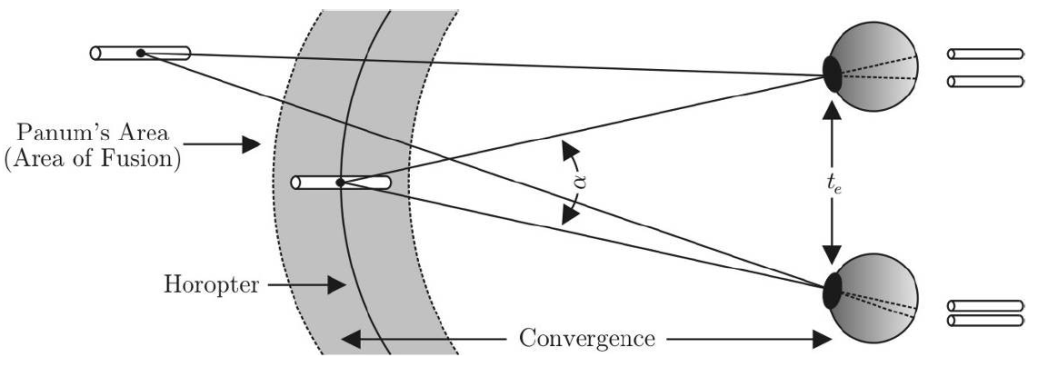 Panum's Area
(Area of Fusion)
α
t_e
Horopter
Convergence